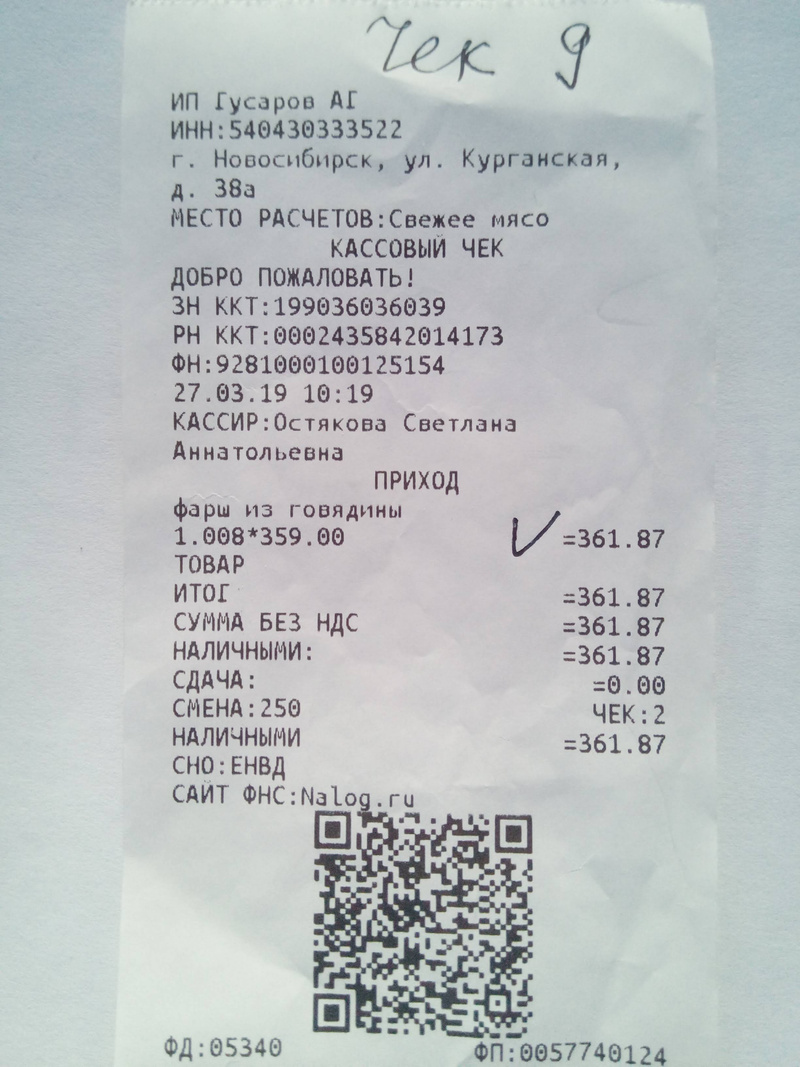 Чек 9
ИП Гусаров АГ
ИНН:540430333522
г. Новосибирск, ул. Курганская,
д. 38а
МЕСТО РАСЧЕТОВ:Свежее мясо
КАССОВЫЙ ЧЕК
ДОБРО ПОЖАЛОВАТЬ!
ЗН ККТ:199036036039
РН ККТ:0002435842014173
ФН:9281000100125154
27.03.19 10:19
КАССИР:Остякова Светлана
Аннатольевна
ПРИХОД
фарш из говядины
1.008*359.00 =361.87
ТОВАР
ИТОГ =361.87
СУММА БЕЗ НДС =361.87
НАЛИЧНЫМИ: =361.87
СДАЧА: =0.00
СМЕНА:250 ЧЕК:2
НАЛИЧНЫМИ =361.87
СНО:ЕНВД
САЙТ ФНС:Nalog.ru
ФД:05340 ФП:0057740124